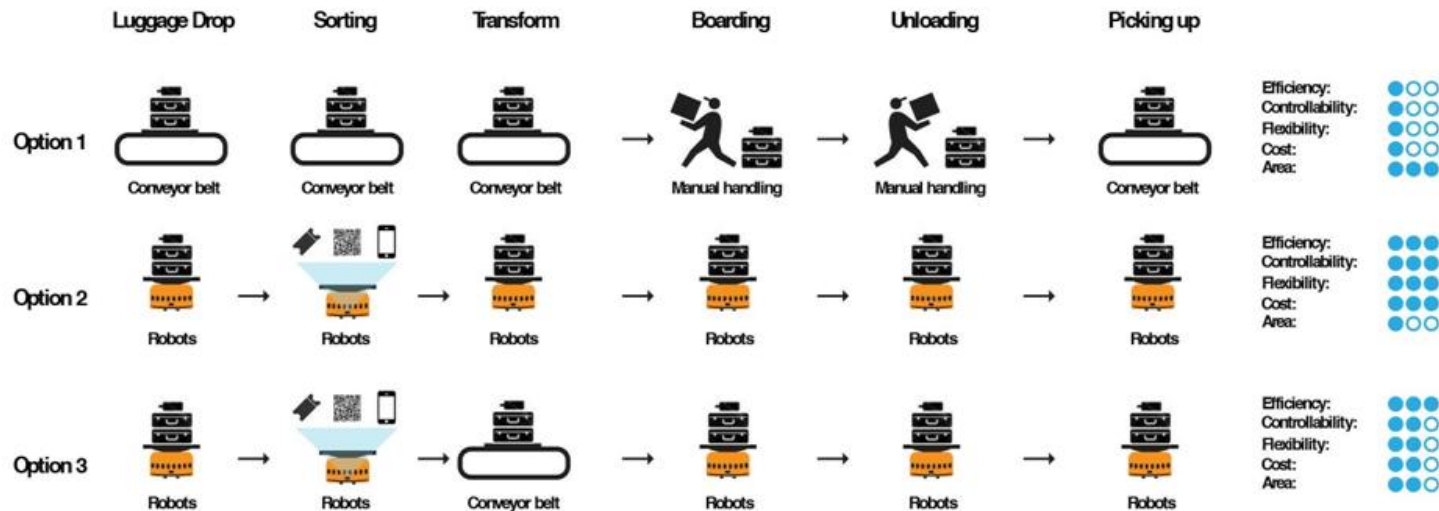 Luggage Drop Sorting Transform Boarding Unloading Picking up
Option 1
Conveyor belt Conveyor belt Conveyor belt Manual handling Manual handling Conveyor belt
Efficiency:
Controllability:
Flexibility:
Cost:
Area:
Option 2
Robots Robots Robots Robots Robots Robots
Efficiency:
Controllability:
Flexibility:
Cost:
Area:
Option 3
Robots Robots Conveyor belt Robots Robots Robots
Efficiency:
Controllability:
Flexibility:
Cost:
Area: